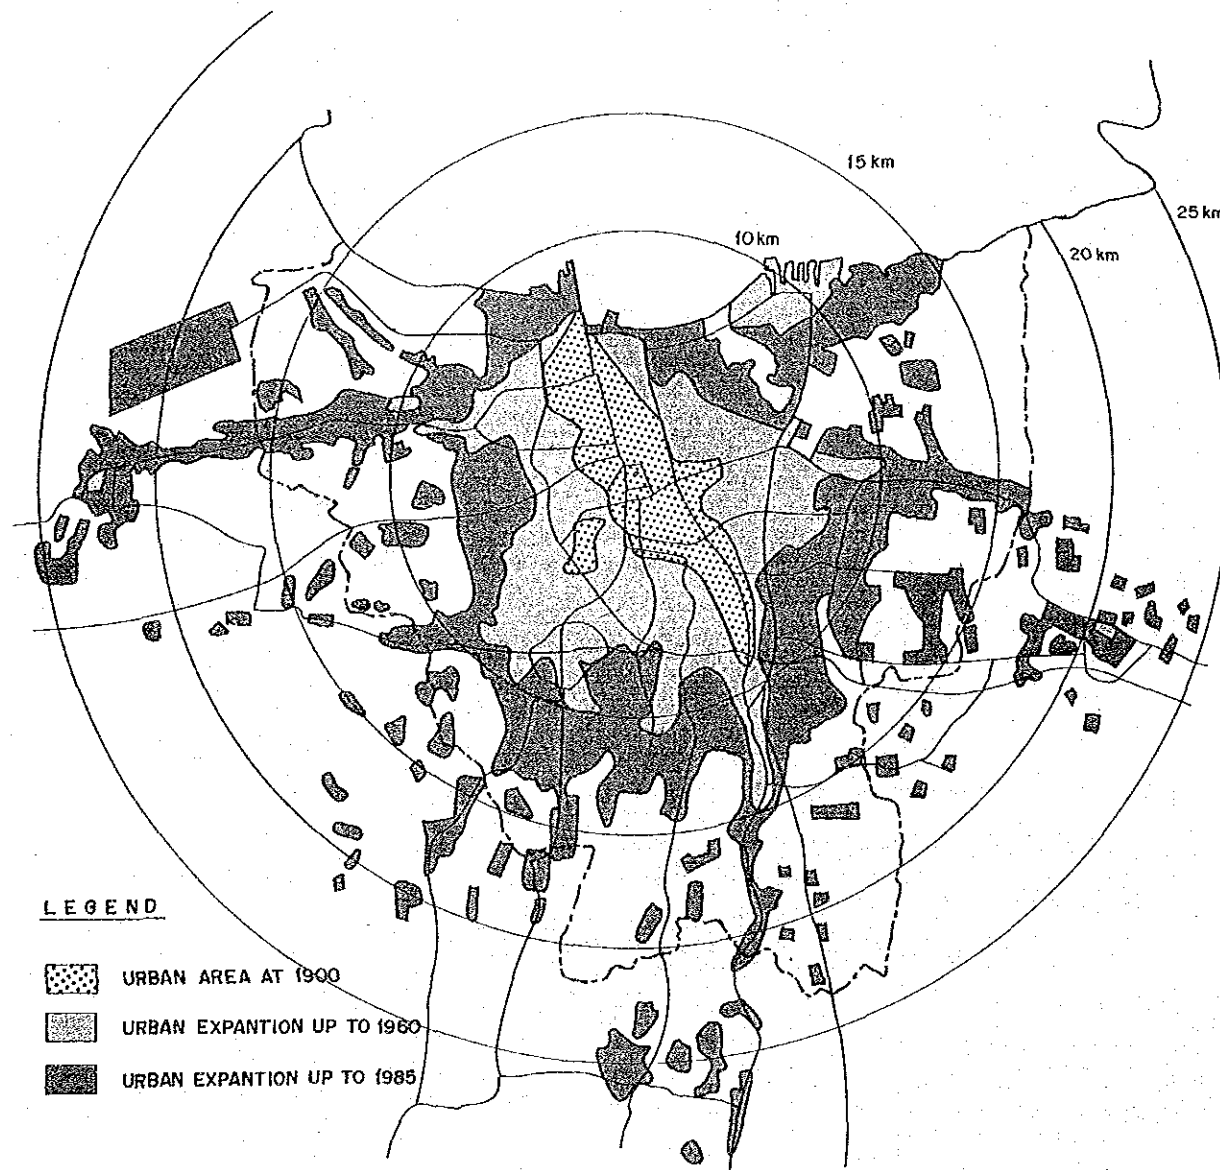 15 km
25 km
10 km
20 km
LEGEND
URBAN AREA AT 1900
URBAN EXPANTION UP TO 1960
URBAN EXPANTION UP TO 1985